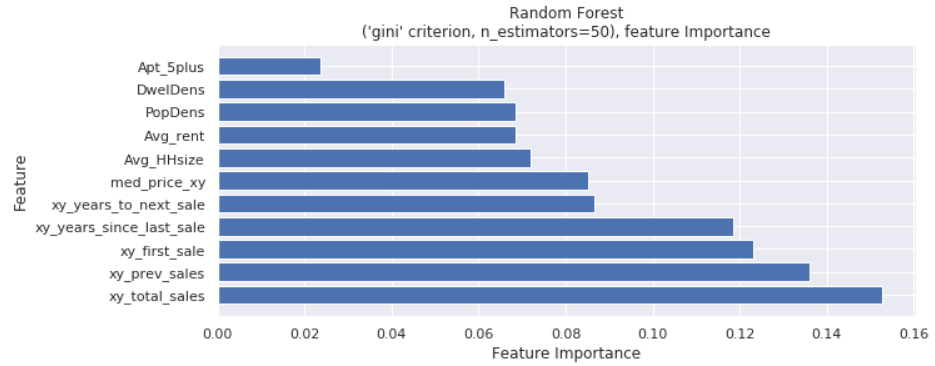 Random Forest
('gini' criterion, n_estimators=50), feature Importance
Feature
Apt_5plus
DwelDens
PopDens
Avg_rent
Avg_HHsize
med_price_xy
xy_years_to_next_sale
xy_years_since_last_sale
xy_first_sale
xy_prev_sales
xy_total_sales
0.00 0.02 0.04 0.06 0.08 0.10 0.12 0.14 0.16
Feature Importance